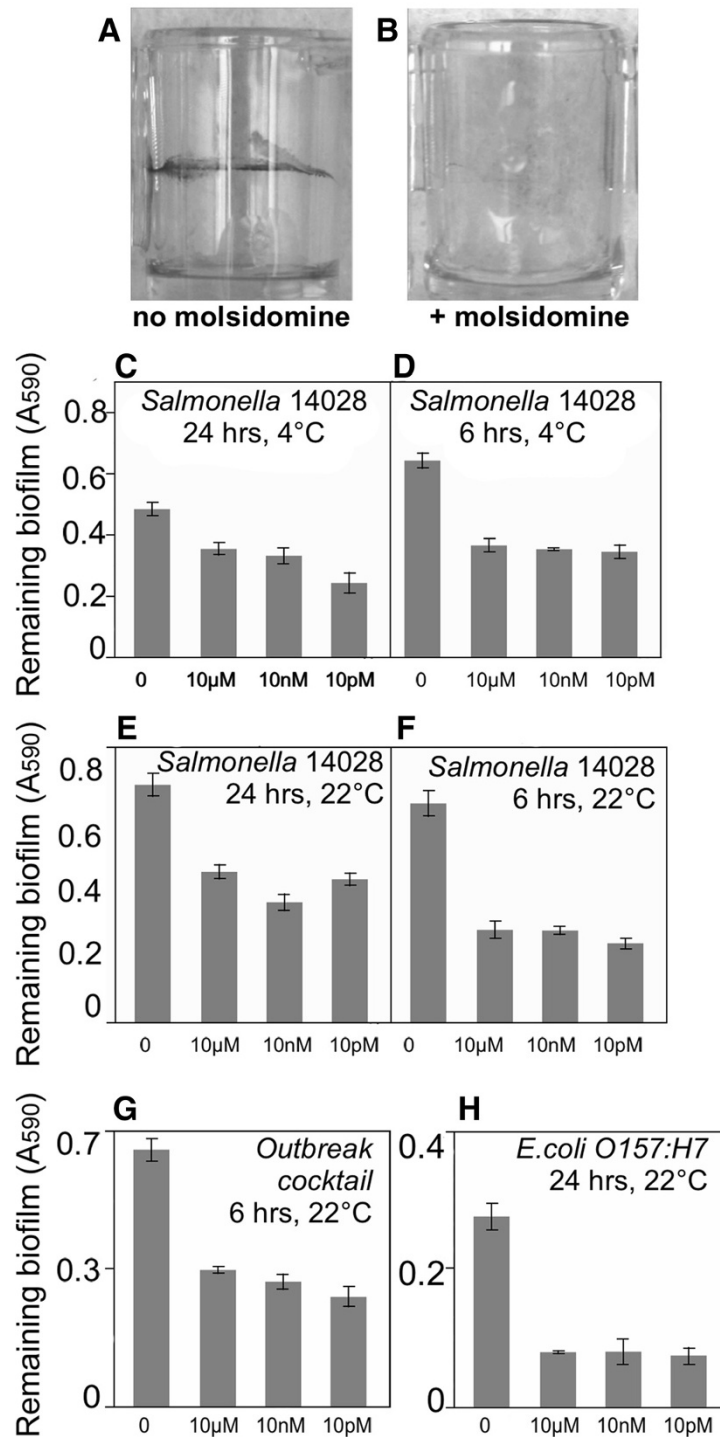 A
B
no molsidomine
+ molsidomine
C
D
Salmonella 14028
24 hrs, 4°C
Salmonella 14028
6 hrs, 4°C
Remaining biofilm (A590)
0.8
0.6
0.4
0.2
0
0 10µM 10nM 10pM
0 10µM 10nM 10pM
E
F
Salmonella 14028
24 hrs, 22°C
Salmonella 14028
6 hrs, 22°C
Remaining biofilm (A590)
0.8
0.6
0.4
0.2
0
0 10µM 10nM 10pM
0 10µM 10nM 10pM
G
H
Outbreak
cocktail
6 hrs, 22°C
E.coli O157:H7
24 hrs, 22°C
Remaining biofilm (A590)
0.7
0.3
0
0.4
0.2
0
0 10µM 10nM 10pM
0 10µM 10nM 10pM